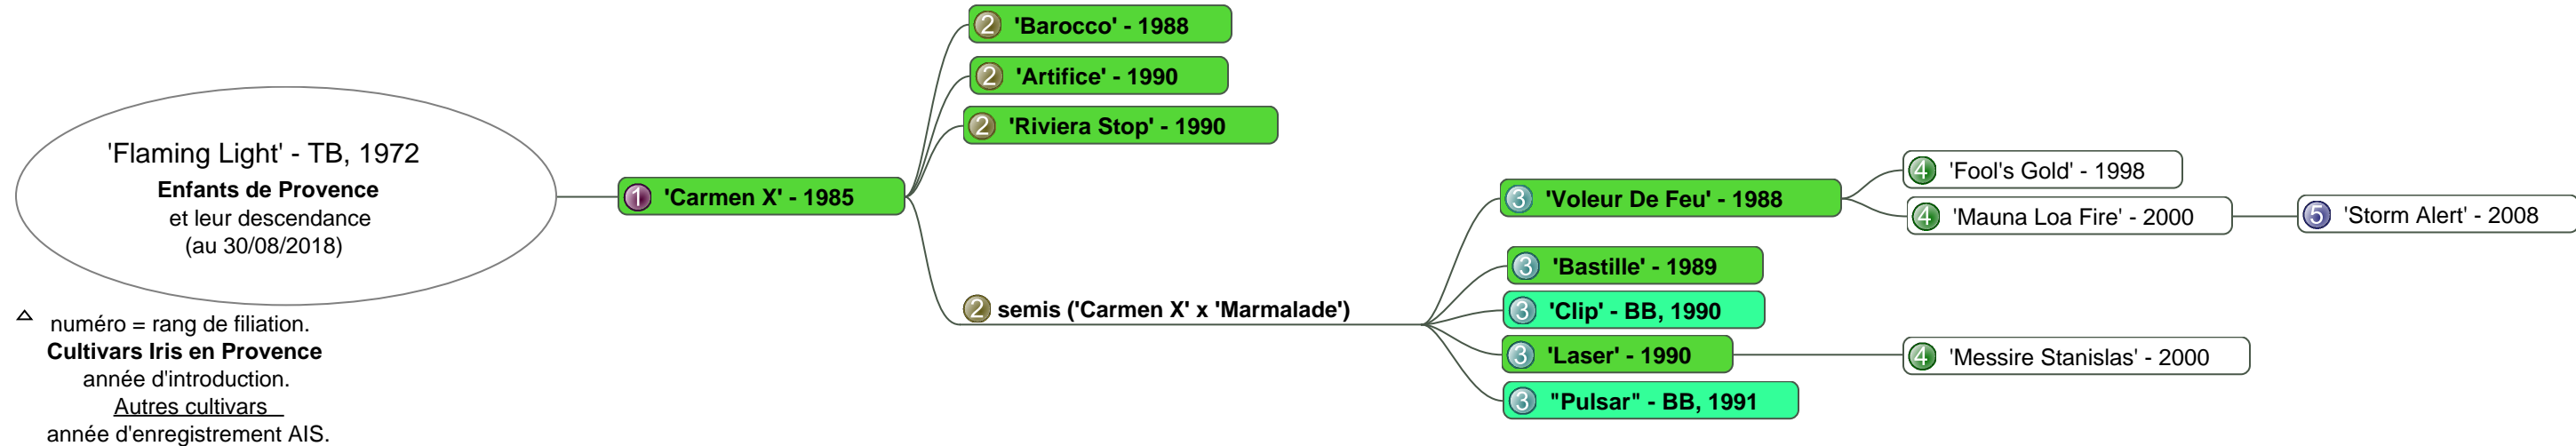 'Flaming Light' - TB, 1972
Enfants de Provence
et leur descendance
(au 30/08/2018)
numéro = rang de filiation.
Cultivars Iris en Provence
année d'introduction.
Autres cultivars
année d'enregistrement AIS.
1 'Carmen X' - 1985
2 'Barocco' - 1988
2 'Artifice' - 1990
2 'Riviera Stop' - 1990
2 semis ('Carmen X' x 'Marmalade')
3 'Voleur De Feu' - 1988
4 'Fool's Gold' - 1998
4 'Mauna Loa Fire' - 2000
5 'Storm Alert' - 2008
3 'Bastille' - 1989
3 'Clip' - BB, 1990
3 'Laser' - 1990
4 'Messire Stanislas' - 2000
3 "Pulsar" - BB, 1991